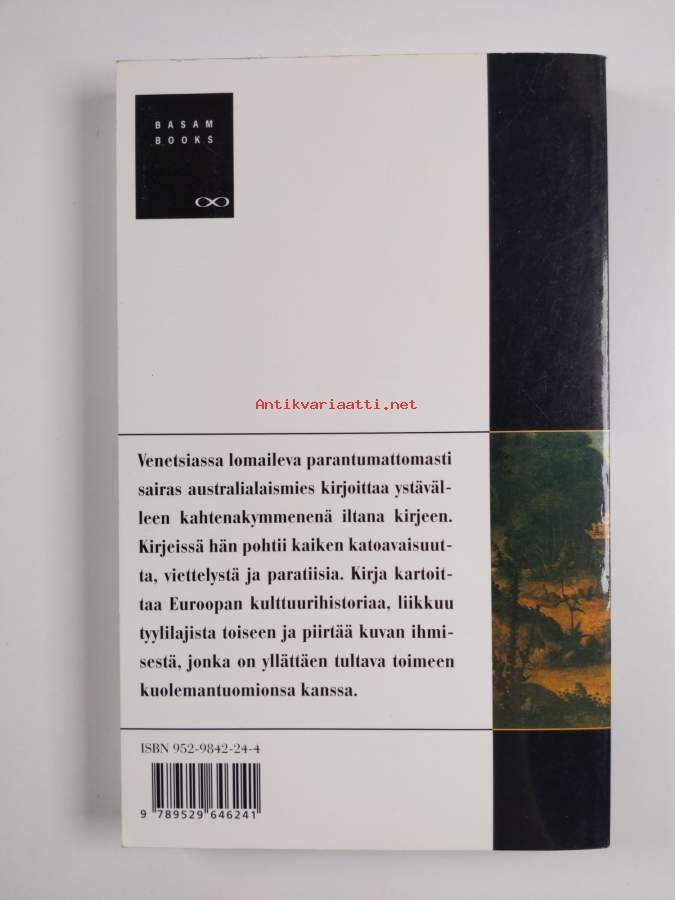 BASAM
BOOKS
Antikvariaatti.net
Venetsiassa lomaileva parantumattomasti
sairas australialaismies kirjoittaa ystäväl-
leen kahtenakymmenenä iltana kirjeen.
Kirjeissä hän pohtii kaiken katoavaisuut-
ta, viettelystä ja paratiisia. Kirja kartoit-
taa Euroopan kulttuurihistoriaa, liikkuu
tyylilajista toiseen ja piirtää kuvan ihmi-
sestä, jonka on yllättäen tultava toimeen
kuolemantuomionsa kanssa.
ISBN 952-9842-24-4
9 789529 646241